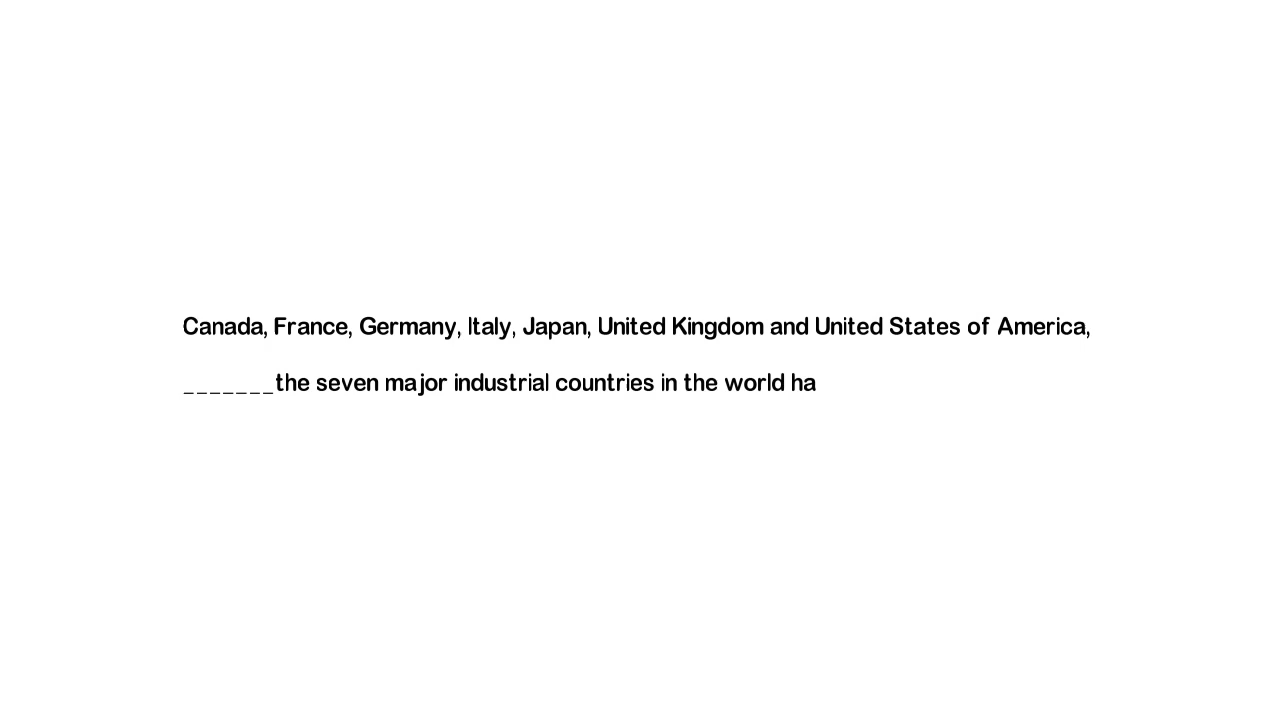 Canada, France, Germany, Italy, Japan, United Kingdom and United States of America,
_______the seven major industrial countries in the world ha